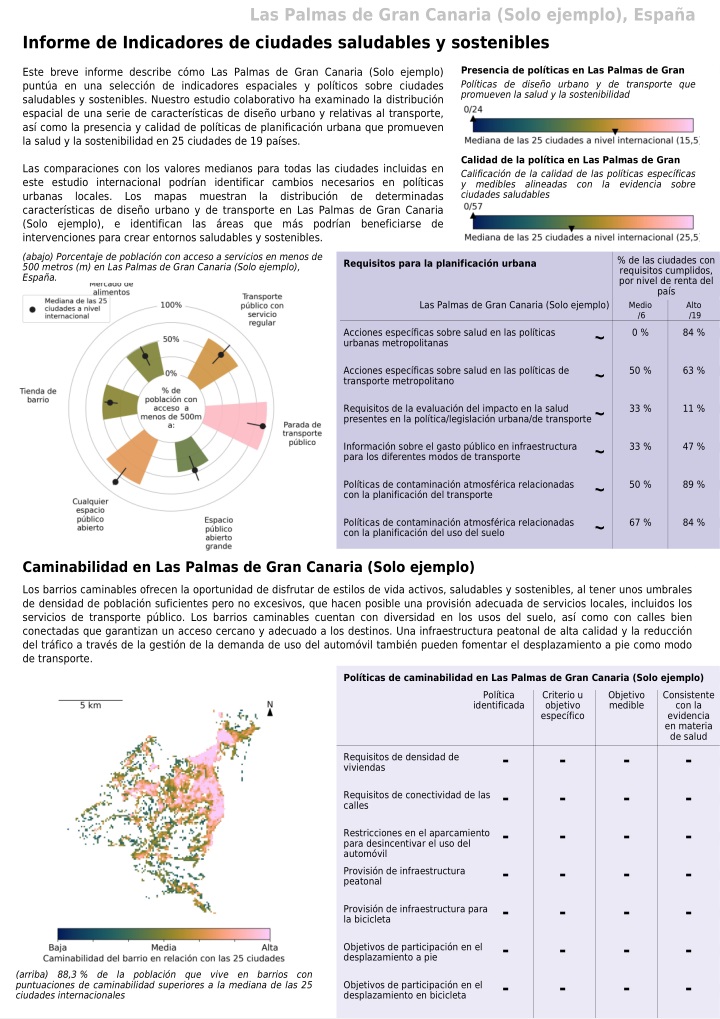 Las Palmas de Gran Canaria (Solo ejemplo), España
Informe de Indicadores de ciudades saludables y sostenibles
Este breve informe describe cómo Las Palmas de Gran Canaria (Solo ejemplo)
puntúa en una selección de indicadores espaciales y políticos sobre ciudades
saludables y sostenibles. Nuestro estudio colaborativo ha examinado la distribución
espacial de una serie de características de diseño urbano y relativas al transporte,
así como la presencia y calidad de políticas de planificación urbana que promueven
la salud y la sostenibilidad en 25 ciudades de 19 países.
Las comparaciones con los valores medianos para todas las ciudades incluidas en
este estudio internacional podrían identificar cambios necesarios en políticas
urbanas locales. Los mapas muestran la distribución de determinadas
características de diseño urbano y de transporte en Las Palmas de Gran Canaria
(Solo ejemplo), e identifican las áreas que más podrían beneficiarse de
intervenciones para crear entornos saludables y sostenibles.
Presencia de políticas en Las Palmas de Gran
Políticas de diseño urbano y de transporte que
promueven la salud y la sostenibilidad
0/24
Mediana de las 25 ciudades a nivel internacional (15,5
Calidad de la política en Las Palmas de Gran
Calificación de la calidad de las políticas específicas
y medibles alineadas con la evidencia sobre
ciudades saludables
0/57
Mediana de las 25 ciudades a nivel internacional (25,5
(abajo) Porcentaje de población con acceso a servicios en menos de
500 metros (m) en Las Palmas de Gran Canaria (Solo ejemplo),
España.
Mercado de
alimentos
Mediana de las 25
ciudades a nivel
internacional
100%
50%
0%
Transporte
público con
servicio
regular
Tienda de
barrio
% de
población con
acceso a
menos de 500m
a:
Parada de
transporte
público
Cualquier
espacio
público
abierto
Espacio
público
abierto
grande
Requisitos para la planificación urbana
% de las ciudades con
requisitos cumplidos,
por nivel de renta del
país
Las Palmas de Gran Canaria (Solo ejemplo)
Medio
/6
Alto
/19
Acciones específicas sobre salud en las políticas
urbanas metropolitanas
~ 0 % 84 %
Acciones específicas sobre salud en las políticas de
transporte metropolitano
~ 50 % 63 %
Requisitos de la evaluación del impacto en la salud
presentes en la política/legislación urbana/de transporte
~ 33 % 11 %
Información sobre el gasto público en infraestructura
para los diferentes modos de transporte
~ 33 % 47 %
Políticas de contaminación atmosférica relacionadas
con la planificación del transporte
~ 50 % 89 %
Políticas de contaminación atmosférica relacionadas
con la planificación del uso del suelo
~ 67 % 84 %
Caminabilidad en Las Palmas de Gran Canaria (Solo ejemplo)
Los barrios caminables ofrecen la oportunidad de disfrutar de estilos de vida activos, saludables y sostenibles, al tener unos umbrales
de densidad de población suficientes pero no excesivos, que hacen posible una provisión adecuada de servicios locales, incluidos los
servicios de transporte público. Los barrios caminables cuentan con diversidad en los usos del suelo, así como con calles bien
conectadas que garantizan un acceso cercano y adecuado a los destinos. Una infraestructura peatonal de alta calidad y la reducción
del tráfico a través de la gestión de la demanda de uso del automóvil también pueden fomentar el desplazamiento a pie como modo
de transporte.
5 km
N
Baja Media Alta
Caminabilidad del barrio en relación con las 25 ciudades
(arriba) 88,3 % de la población que vive en barrios con
puntuaciones de caminabilidad superiores a la mediana de las 25
ciudades internacionales
Políticas de caminabilidad en Las Palmas de Gran Canaria (Solo ejemplo)
Política
identificada
Criterio u
objetivo
específico
Objetivo
medible
Consistente
con la
evidencia
en materia
de salud
Requisitos de densidad de
viviendas
- - - -
Requisitos de conectividad de las
calles
- - - -
Restricciones en el aparcamiento
para desincentivar el uso del
automóvil
- - - -
Provisión de infraestructura
peatonal
- - - -
Provisión de infraestructura para
la bicicleta
- - - -
Objetivos de participación en el
desplazamiento a pie
- - - -
Objetivos de participación en el
desplazamiento en bicicleta
- - - -